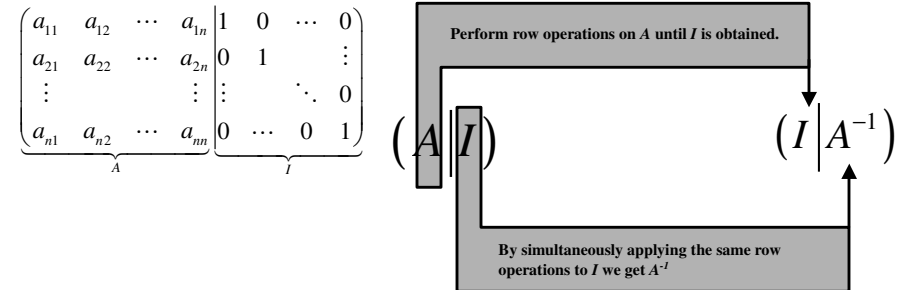 a₁₁ a₁₂ ⋯ a₁ₙ 1 0 ⋯ 0
a₂₁ a₂₂ ⋯ a₂ₙ 0 1 ⋮
⋮ ⋮ ⋮ ⋱ 0
aₙ₁ aₙ₂ ⋯ aₙₙ 0 ⋯ 0 1
A I
Perform row operations on A until I is obtained.
(A|I) (I|A⁻¹)
By simultaneously applying the same row
operations to I we get A⁻¹